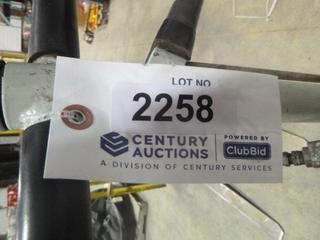 LOT NO.
2258
CENTURY
AUCTIONS
POWERED BY
ClubBid
A DIVISION OF CENTURY SERVICES